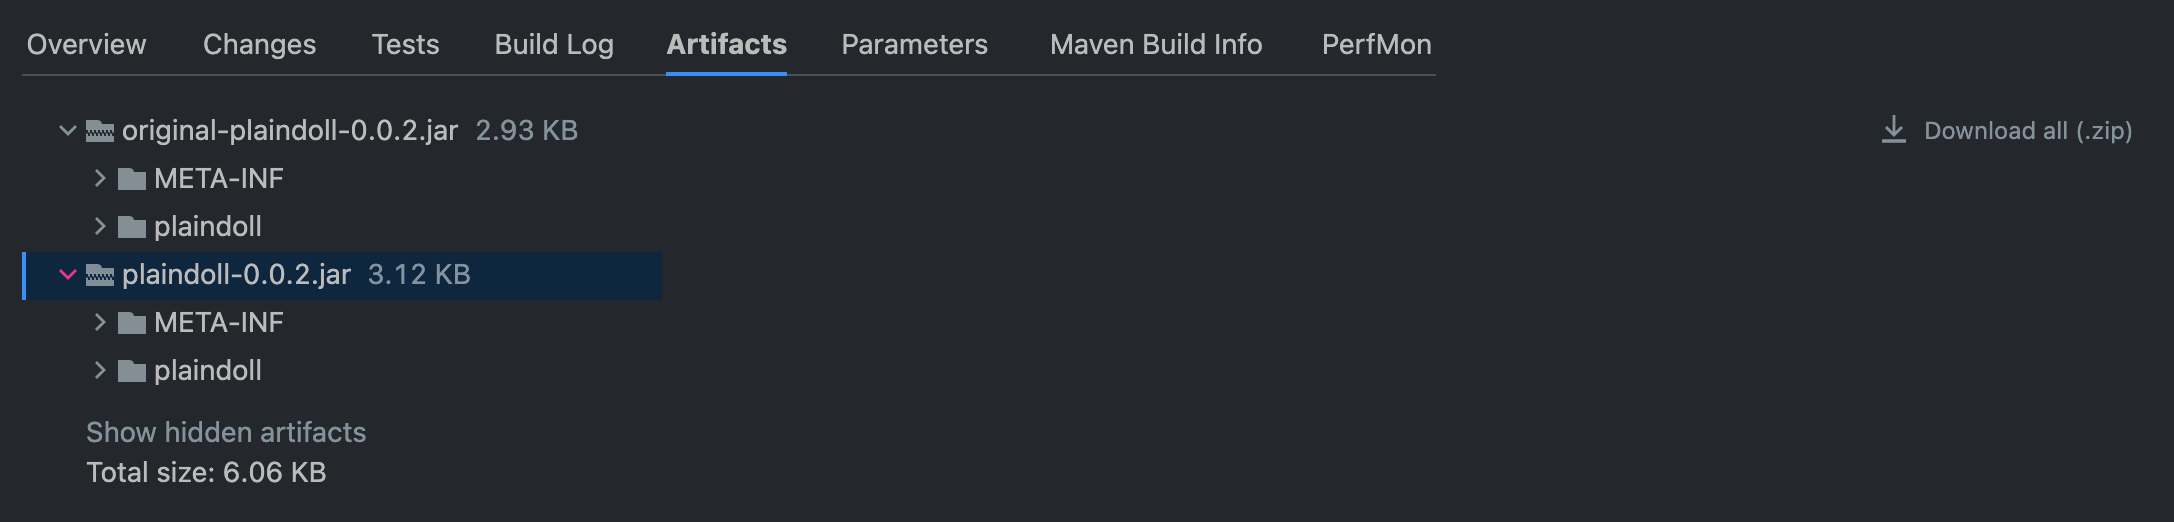 Overview Changes Tests Build Log Artifacts Parameters Maven Build Info PerfMon
original-plaindoll-0.0.2.jar 2.93 KB Download all (.zip)
META-INF
plaindoll
plaindoll-0.0.2.jar 3.12 KB
META-INF
plaindoll
Show hidden artifacts
Total size: 6.06 KB